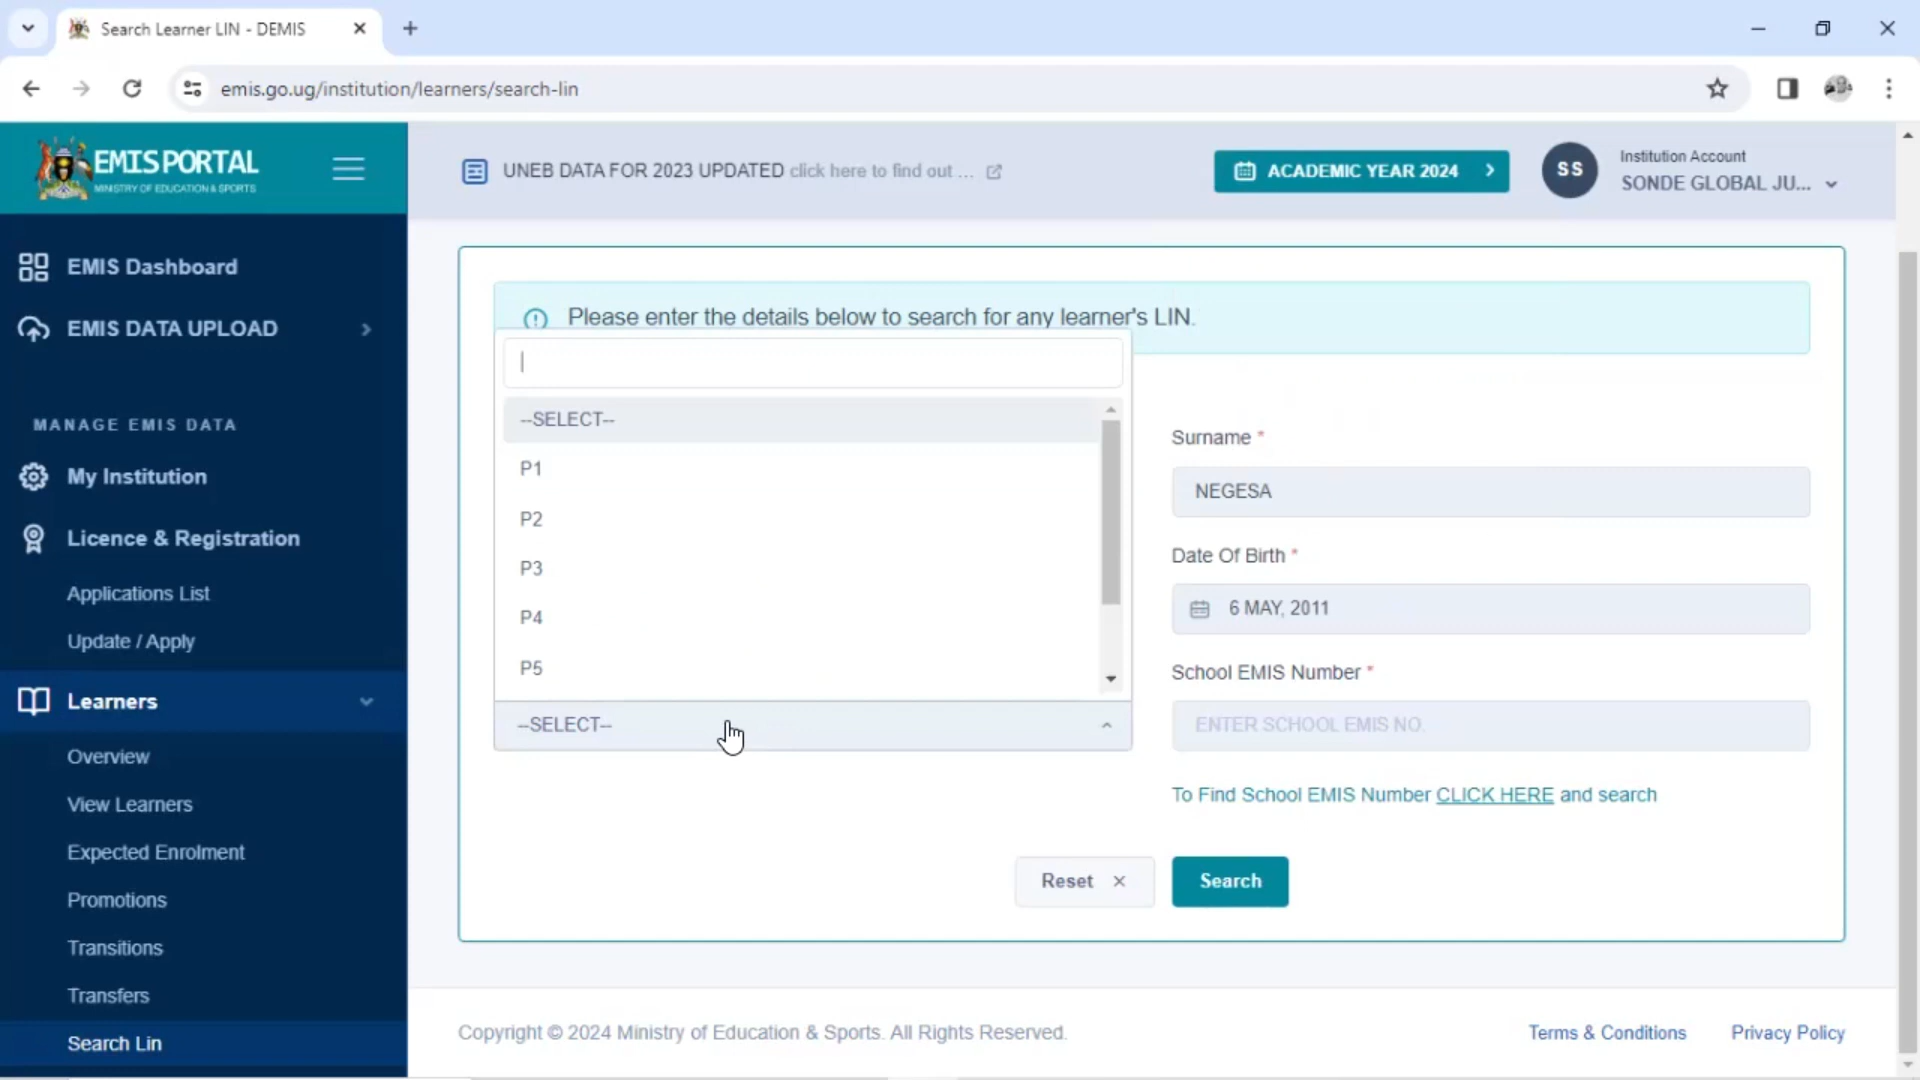 Search Learner LIN - DEMIS
emis.go.ug/institution/learners/search-lin
EMIS PORTAL
MINISTRY OF EDUCATION & SPORTS
UNEB DATA FOR 2023 UPDATED click here to find out ...
ACADEMIC YEAR 2024
SS
Institution Account
SONDE GLOBAL JU...
EMIS Dashboard
EMIS DATA UPLOAD
MANAGE EMIS DATA
My Institution
Licence & Registration
Applications List
Update / Apply
Learners
Overview
View Learners
Expected Enrolment
Promotions
Transitions
Transfers
Search Lin
Please enter the details below to search for any learner's LIN.
--SELECT--
P1
P2
P3
P4
P5
--SELECT--
Surname *
NEGESA
Date Of Birth *
6 MAY, 2011
School EMIS Number *
ENTER SCHOOL EMIS NO.
To Find School EMIS Number CLICK HERE and search
Reset
Search
Copyright © 2024 Ministry of Education & Sports. All Rights Reserved.
Terms & Conditions
Privacy Policy